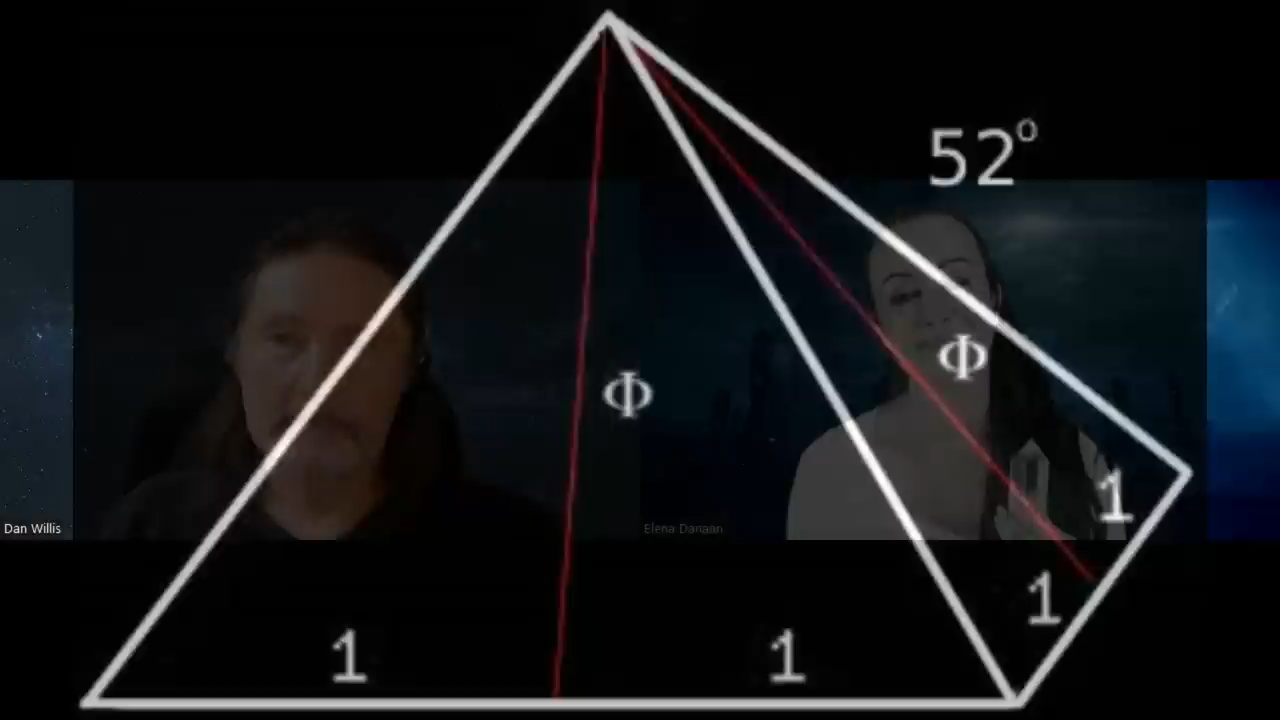 52°
Φ
Φ
1
1
1
1
Dan Willis
Elena Danaan